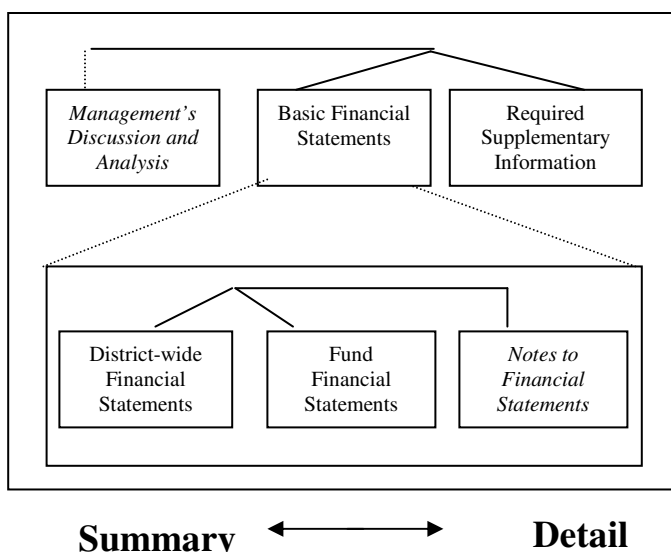 Management's
Discussion and
Analysis
Basic Financial
Statements
Required
Supplementary
Information
District-wide
Financial
Statements
Fund
Financial
Statements
Notes to
Financial
Statements
Summary
Detail